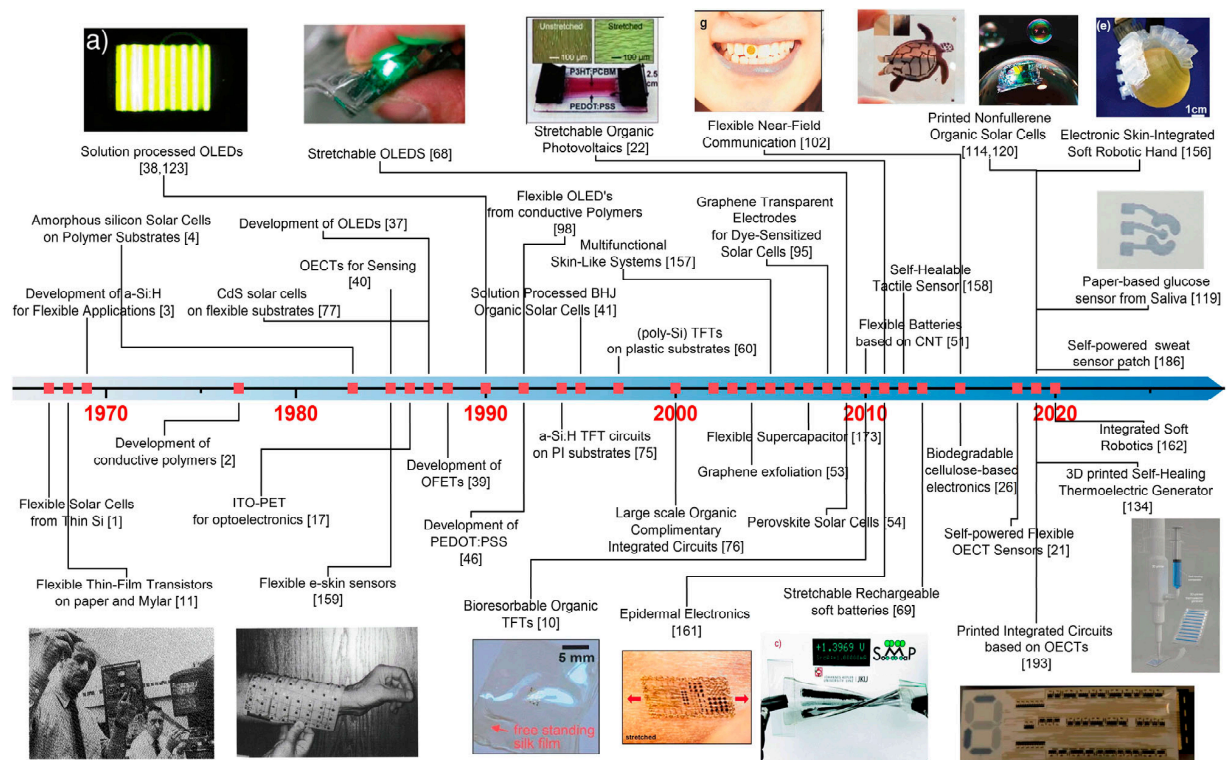 a)
Unstretched
Stretched
100 µm
100 µm
P3HT:PCBM
2.5
cm
PEDOT:PSS
g
(e)
1cm
Solution processed OLEDs
[38,123]
Stretchable OLEDS [68]
Stretchable Organic
Photovoltaics [22]
Flexible Near-Field
Communication [102]
Printed Nonfullerene
Organic Solar Cells
[114,120]
Electronic Skin-Integrated
Soft Robotic Hand [156]
Amorphous silicon Solar Cells
on Polymer Substrates [4]
Development of OLEDs [37]
Flexible OLED's
from conductive Polymers
[98]
Graphene Transparent
Electrodes
for Dye-Sensitized
Solar Cells [95]
Multifunctional
Skin-Like Systems [157]
OECTs for Sensing
[40]
Self-Healable
Tactile Sensor [158]
Paper-based glucose
sensor from Saliva [119]
Development of a-Si:H
for Flexible Applications [3]
CdS solar cells
on flexible substrates [77]
Solution Processed BHJ
Organic Solar Cells [41]
(poly-Si) TFTs
on plastic substrates [60]
Flexible Batteries
based on CNT [51]
Self-powered sweat
sensor patch [186]
1970
1980
1990
2000
2010
2020
Development of
conductive polymers [2]
Development of
OFETs [39]
a-Si:H TFT circuits
on PI substrates [75]
Flexible Supercapacitor [173]
Graphene exfoliation [53]
Biodegradable
cellulose-based
electronics [26]
Integrated Soft
Robotics [162]
3D printed Self-Healing
Thermoelectric Generator
[134]
Flexible Solar Cells
from Thin Si [1]
ITO-PET
for optoelectronics [17]
Development of
PEDOT:PSS
[46]
Large scale Organic
Complimentary
Integrated Circuits [76]
Perovskite Solar Cells [54]
Self-powered Flexible
OECT Sensors [21]
Flexible Thin-Film Transistors
on paper and Mylar [11]
Flexible e-skin sensors
[159]
Bioresorbable Organic
TFTs [10]
Epidermal Electronics
[161]
Stretchable Rechargeable
soft batteries [69]
Printed Integrated Circuits
based on OECTs
[193]
5 mm
free standing
silk film
stretched
c)
+1.3969 V
SMP
JKU